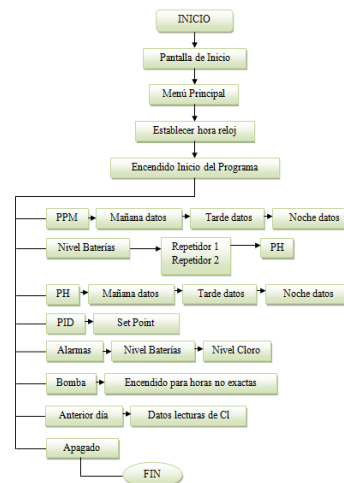 INICIO
Pantalla de Inicio
Menú Principal
Establecer hora reloj
Encendido Inicio del Programa
PPM Mañana datos Tarde datos Noche datos
Nivel Baterías Repetidor 1 PH
Repetidor 2
PH Mañana datos Tarde datos Noche datos
PID Set Point
Alarmas Nivel Baterías Nivel Cloro
Bomba Encendido para horas no exactas
Anterior día Datos lecturas de Cl
Apagado
FIN